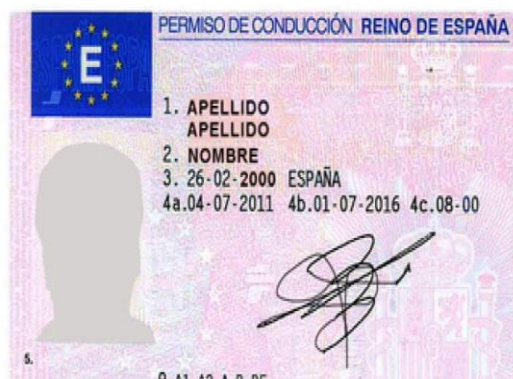 PERMISO DE CONDUCCIÓN REINO DE ESPAÑA
E
1. APELLIDO
APELLIDO
2. NOMBRE
3. 26-02-2000 ESPAÑA
4a.04-07-2011 4b.01-07-2016 4c.08-00
5.